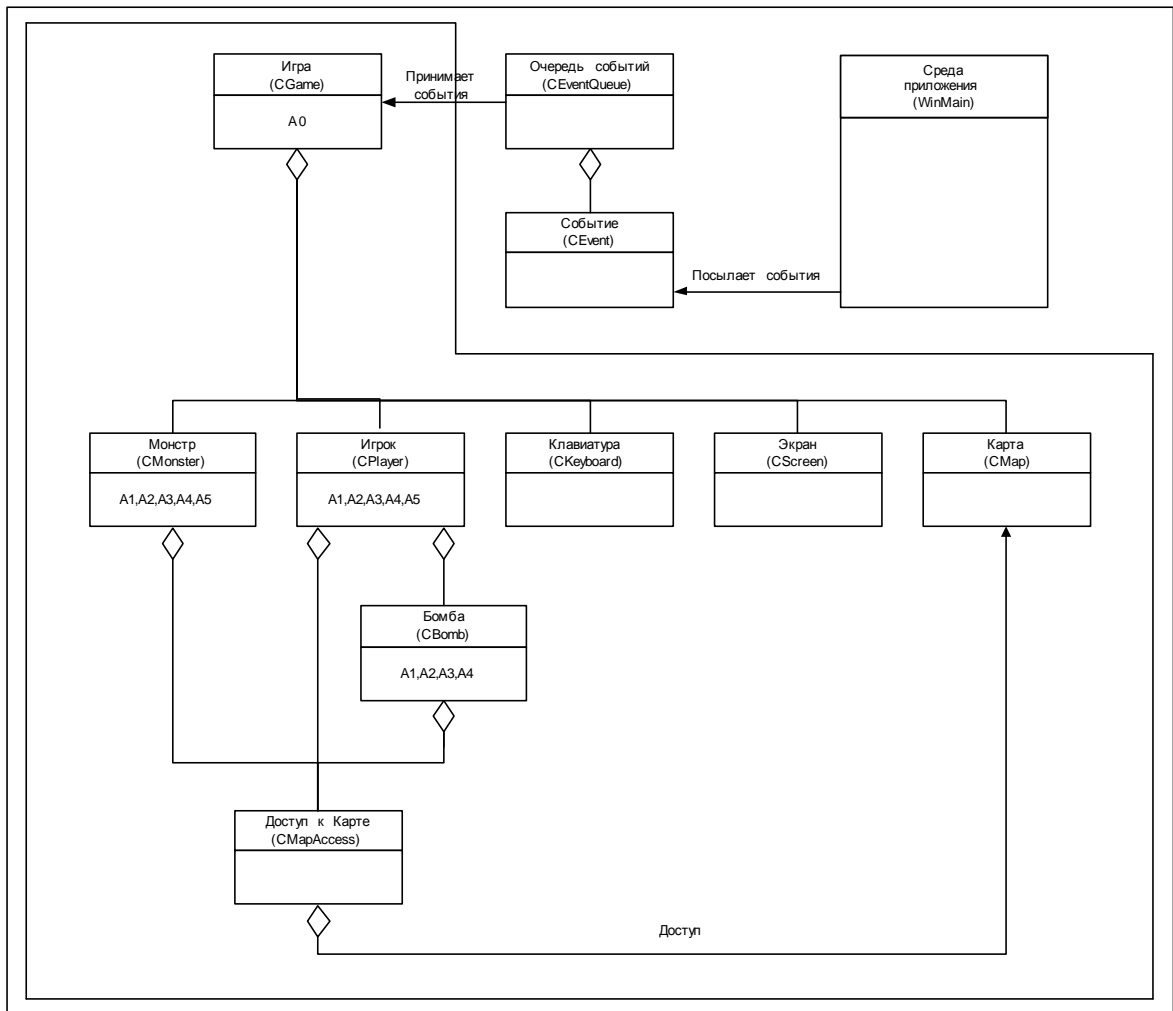 Игра
(CGame)
A0
Принимает
события
Очередь событий
(CEventQueue)
Среда
приложения
(WinMain)
Событие
(CEvent)
Посылает события
Монстр
(CMonster)
A1,A2,A3,A4,A5
Игрок
(CPlayer)
A1,A2,A3,A4,A5
Клавиатура
(CKeyboard)
Экран
(CScreen)
Карта
(CMap)
Бомба
(CBomb)
A1,A2,A3,A4
Доступ к Карте
(CMapAccess)
Доступ